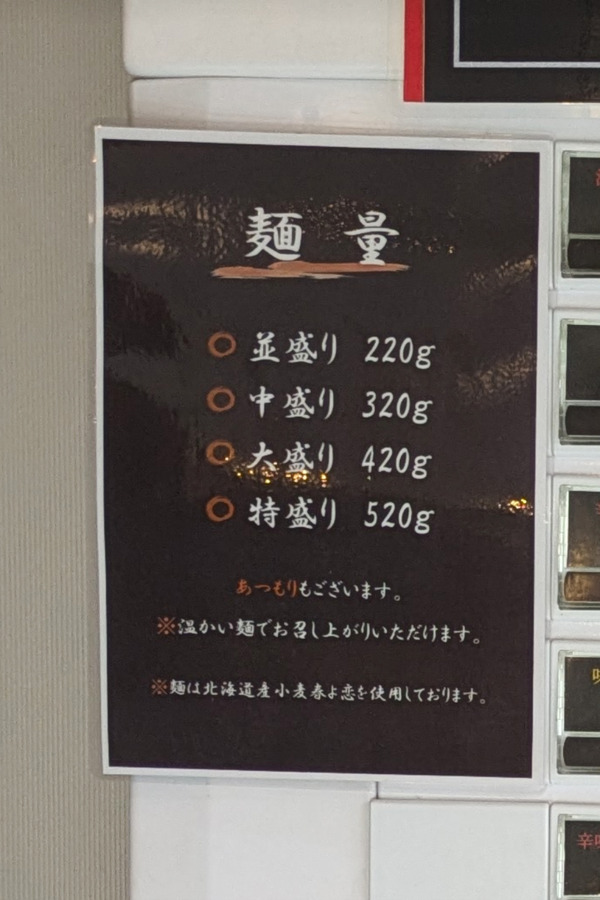 麺 量
○ 並盛り 220g
○ 中盛り 320g
○ 大盛り 420g
○ 特盛り 520g
あつもりもございます。
※温かい麺でお召し上がりいただけます。
※麺は北海道産小麦春よ恋を使用しております。
辛味